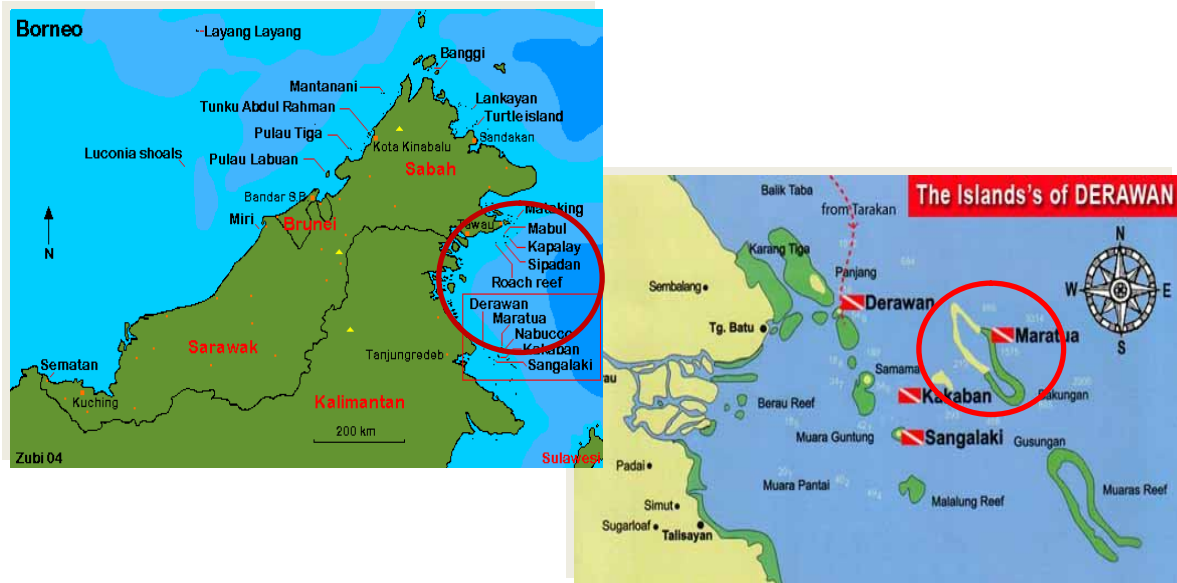 Borneo
Layang Layang
Banggi
Mantanani
Lankayan
Tunku Abdul Rahman
Turtle island
Pulau Tiga
Sandakan
Kota Kinabalu
Luconia shoals
Pulau Labuan
Sabah
Bandar S.B.
Mataking
Miri
Brunei
Tawau
Mabul
Kapalay
N
Sipadan
Roach reef
Derawan
Maratua
Nabucco
Sarawak
Tanjungredeb
Kakaban
Sematan
Sangalaki
Kuching
Kalimantan
200 km
Zubi 04
Sulawesi
The Islands's of DERAWAN
Balik Taba
from Tarakan
N
Karang Tiga
Panjang
Sembalang
Derawan
W
E
Tg. Batu
Maratua
S
Samama
Kakaban
Bakungan
Berau Reef
Muara Guntung
Sangalaki
Gusungan
Padai
Muara Pantai
Muaras Reef
Simut
Malalung Reef
Sugarloaf
Talisayan